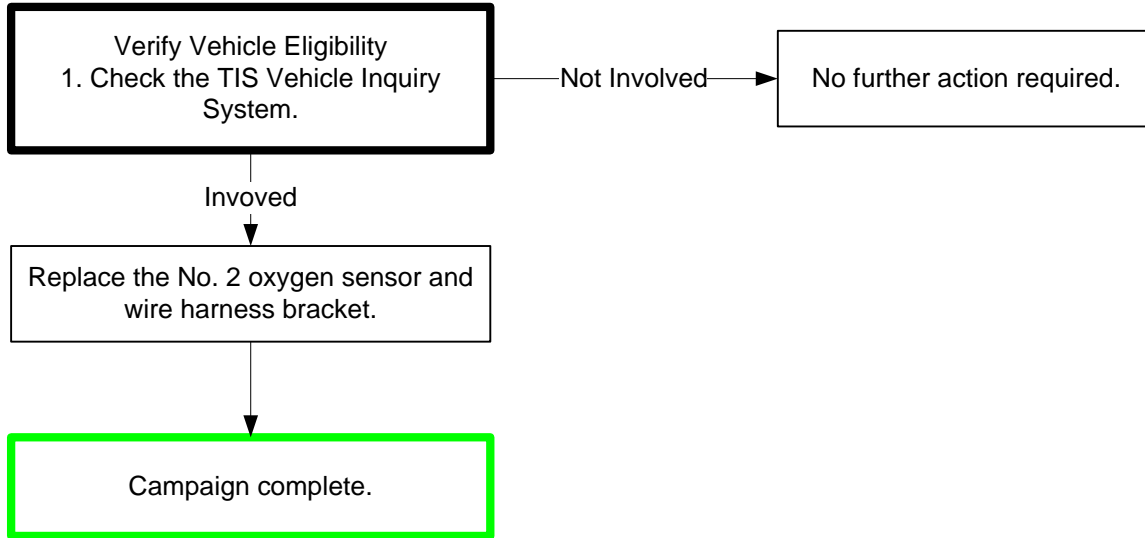 Verify Vehicle Eligibility
1. Check the TIS Vehicle Inquiry
System.
Not Involved
No further action required.
Invoved
Replace the No. 2 oxygen sensor and
wire harness bracket.
Campaign complete.